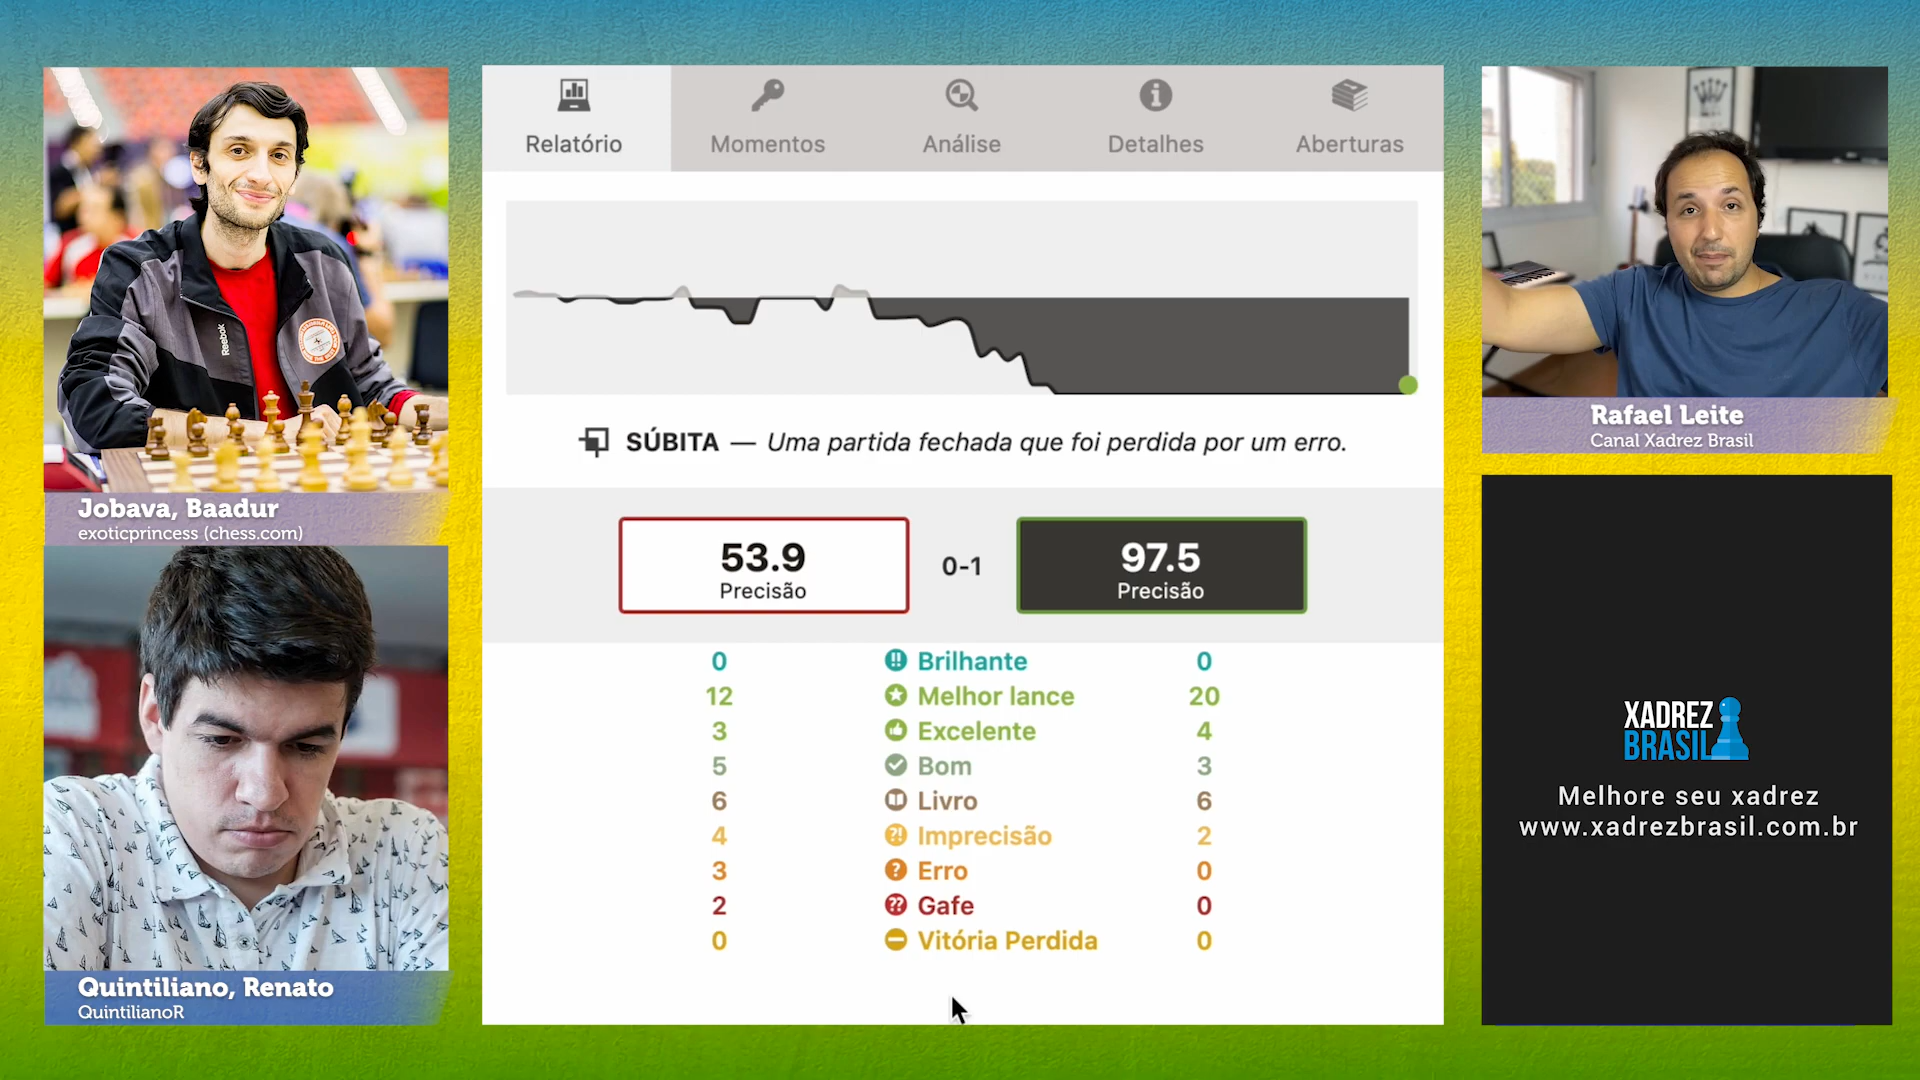 Reebok
Jobava, Baadur
exoticprincess (chess.com)
Quintiliano, Renato
QuintilianoR
Relatório
Momentos
Análise
Detalhes
Aberturas
SÚBITA — Uma partida fechada que foi perdida por um erro.
53.9
Precisão
0-1
97.5
Precisão
0 !! Brilhante 0
12 Melhor lance 20
3 Excelente 4
5 Bom 3
6 Livro 6
4 ?! Imprecisão 2
3 ? Erro 0
2 ?? Gafe 0
0 Vitória Perdida 0
Rafael Leite
Canal Xadrez Brasil
XADREZ
BRASIL
Melhore seu xadrez
www.xadrezbrasil.com.br